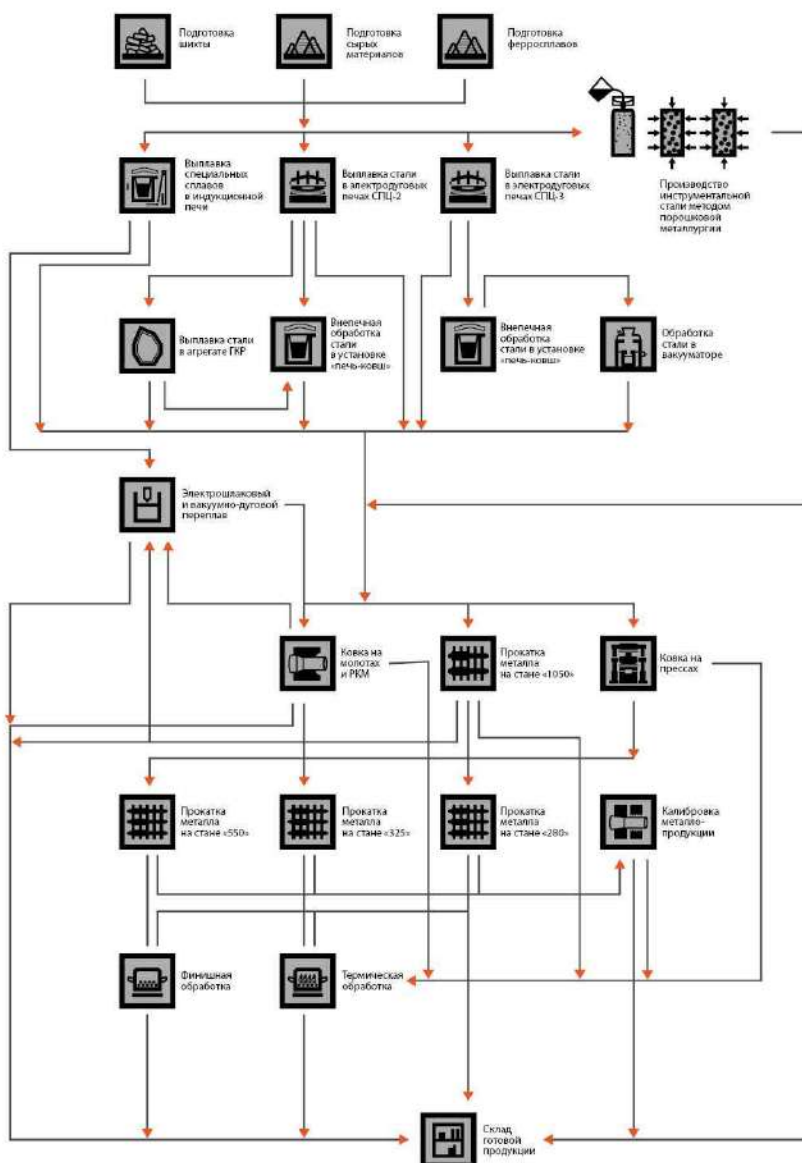 Подготовка
шихты
Подготовка
сырых
материалов
Подготовка
ферросплавов
Выплавка
специальных
сплавов
в индукционной
печи
Выплавка стали
в электродуговых
печах СПЦ-2
Выплавка стали
в электродуговых
печах СПЦ-3
Производство
инструментальной
стали методом
порошковой
металлургии
Выплавка стали
в агрегате ГКР
Внепечная
обработка
стали
в установке
«печь-ковш»
Внепечная
обработка
стали в установке
«печь-ковш»
Обработка
стали в
вакууматоре
Электрошлаковый
и вакуумно-дуговой
переплав
Ковка на
молотах
и РКМ
Прокатка
металла
на стане «1050»
Ковка на
прессах
Прокатка
металла
на стане «550»
Прокатка
металла
на стане «325»
Прокатка
металла
на стане «280»
Калибровка
металло-
продукции
Финишная
обработка
Термическая
обработка
Склад
готовой
продукции